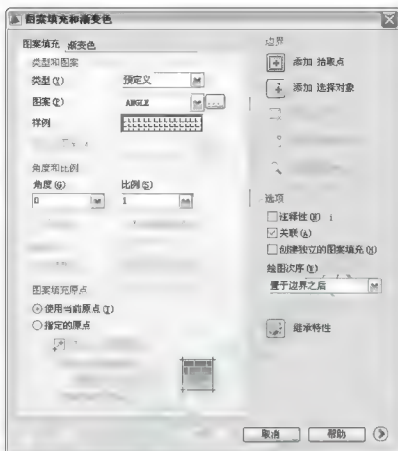 图案填充和渐变色
图案填充 渐变色
类型和图案
类型(Y) 预定义
图案(P) ANGLE
样例
角度和比例
角度(G) 比例(S)
0 1
图案填充原点
使用当前原点(T)
指定的原点
边界
添加 拾取点
添加 选择对象
选项
注释性(N)
关联(A)
创建独立的图案填充(H)
绘图次序(W)
置于边界之后
继承特性
取消 帮助